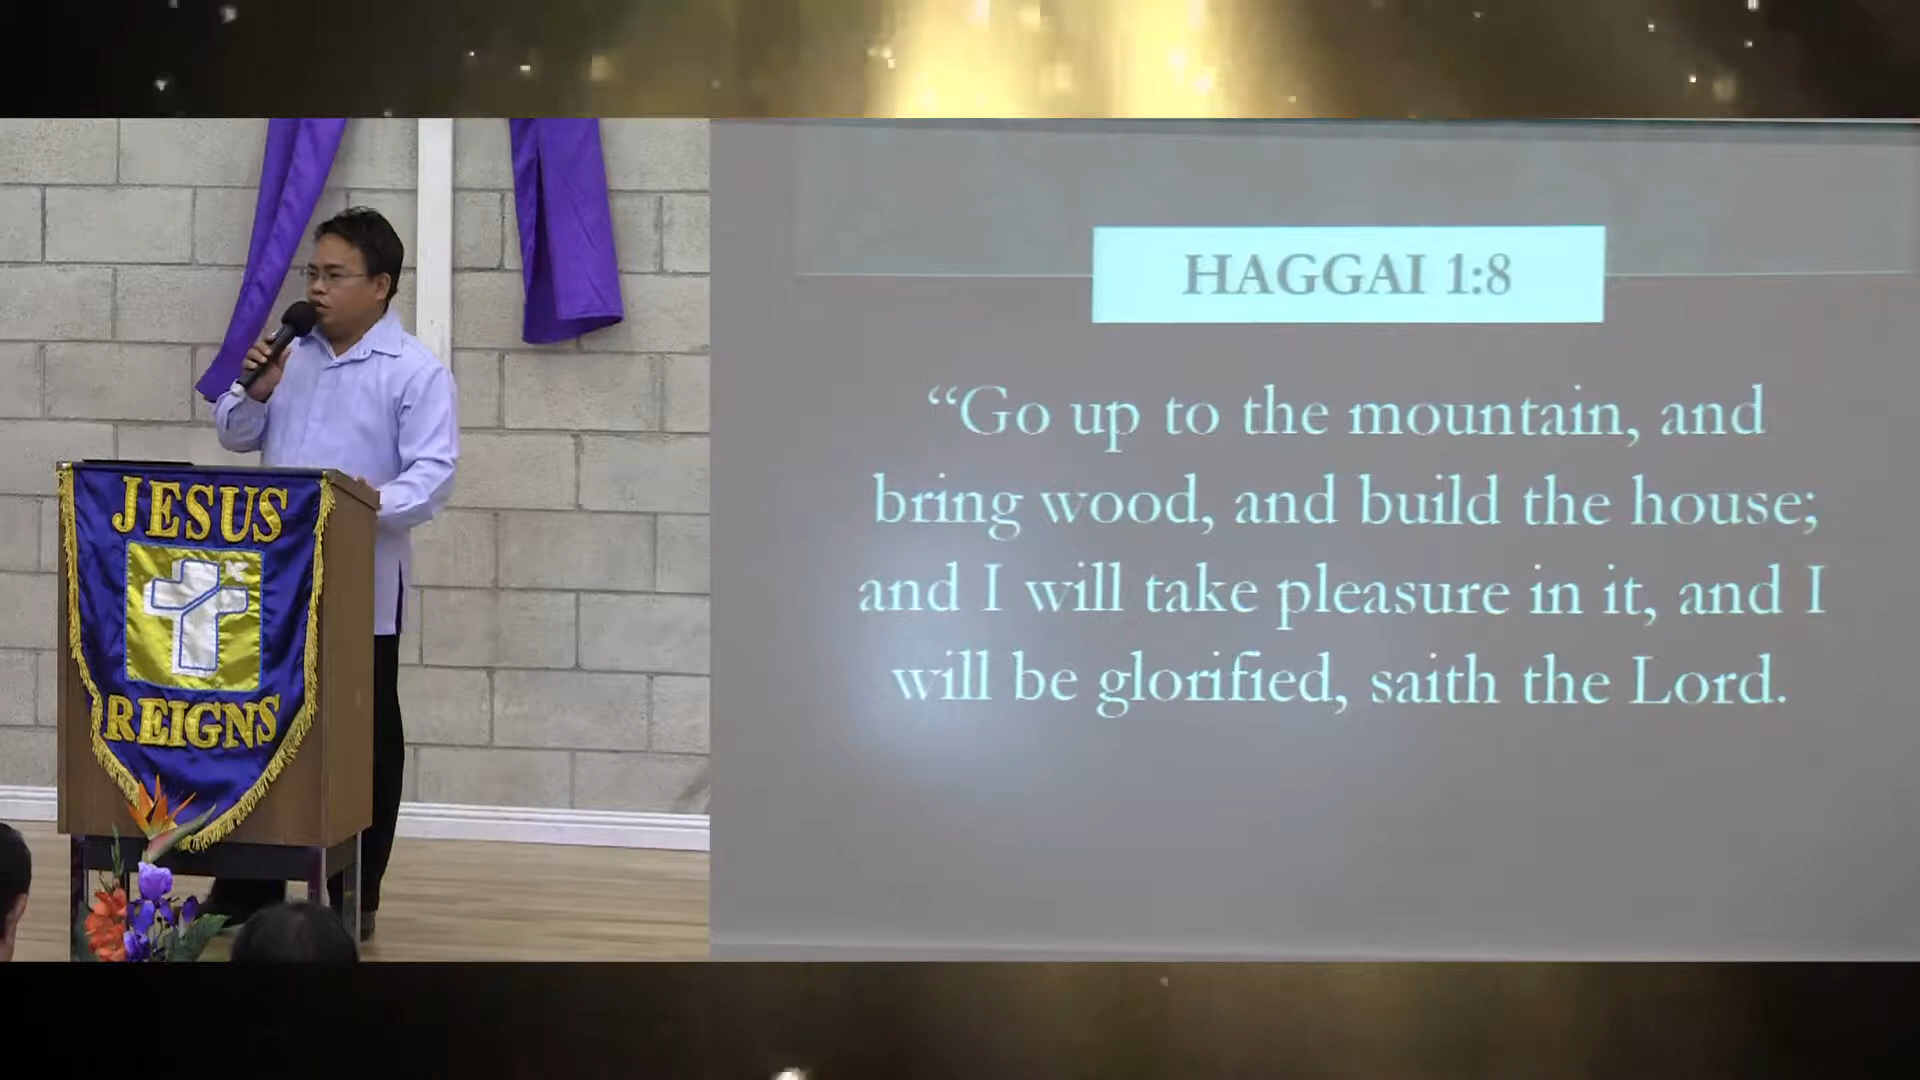 JESUS
REIGNS
HAGGAI 1:8
“Go up to the mountain, and
bring wood, and build the house;
and I will take pleasure in it, and I
will be glorified, saith the Lord.